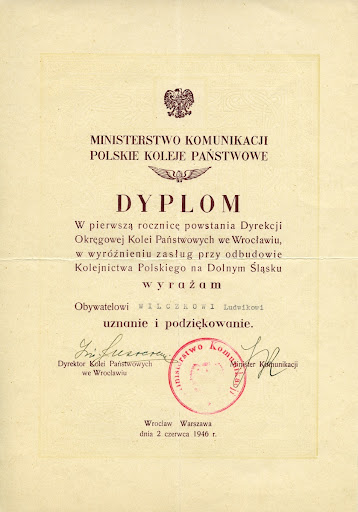 MINISTERSTWO KOMUNIKACJI
POLSKIE KOLEJE PAŃSTWOWE
DYPLOM
W pierwszą rocznicę powstania Dyrekcji
Okręgowej Kolei Państwowych we Wrocławiu,
w wyróżnieniu zasług przy odbudowie
Kolejnictwa Polskiego na Dolnym Śląsku
wyrażam
Obywatelowi WILCZKOWI Ludwikowi
uznanie i podziękowanie.
Dyrektor Kolei Państwowych
we Wrocławiu
Minister Komunikacji
Ministerstwo Komunikacji
Wrocław Warszawa
dnia 2 czerwca 1946 r.